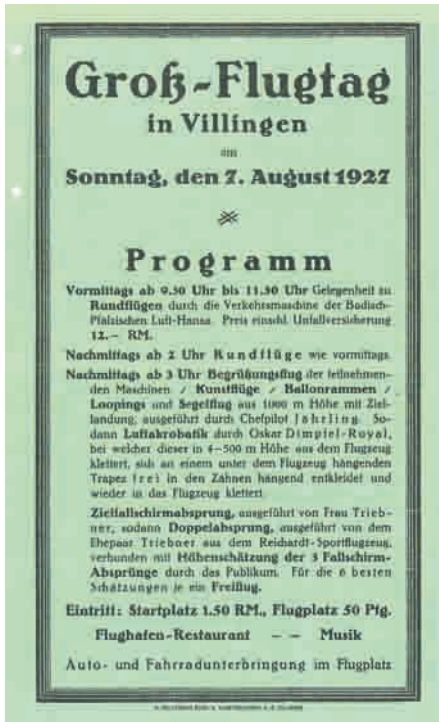 Groß-Flugtag
in Villingen
am
Sonntag, den 7. August 1927
Programm
Vormittags ab 9.30 Uhr bis 11.30 Uhr Gelegenheit zu
Rundflügen durch die Verkehrsmaschine der Badisch-
Pfälzischen Luft-Hansa. Preis einschl. Unfallversicherung
12.– RM.
Nachmittags ab 2 Uhr Rundflüge wie vormittags.
Nachmittags ab 3 Uhr Begrüßungsflug der teilnehmen-
den Maschinen / Kunstflüge / Ballonrammen /
Loopings und Segelflug aus 1000 m Höhe mit Ziel-
landung, ausgeführt durch Chefpilot Jährling. So-
dann Luftakrobatik durch Oskar Dimpfel-Royal,
bei welcher dieser in 4–500 m Höhe aus dem Flugzeug
klettert, sich an einem unter dem Flugzeug hängenden
Trapez frei in den Zähnen hängend entkleidet und
wieder in das Flugzeug klettert.
Zielfallschirmabsprung, ausgeführt von Frau Trieb-
ner, sodann Doppelabsprung, ausgeführt von dem
Ehepaar Triebner aus dem Reichardt-Sportflugzeug,
verbunden mit Höhenschätzung der 3 Fallschirm-
Absprünge durch das Publikum. Für die 6 besten
Schätzungen je ein Freiflug.
Eintritt: Startplatz 1.50 RM., Flugplatz 50 Pfg.
Flughafen-Restaurant – – Musik
Auto- und Fahrradunterbringung im Flugplatz